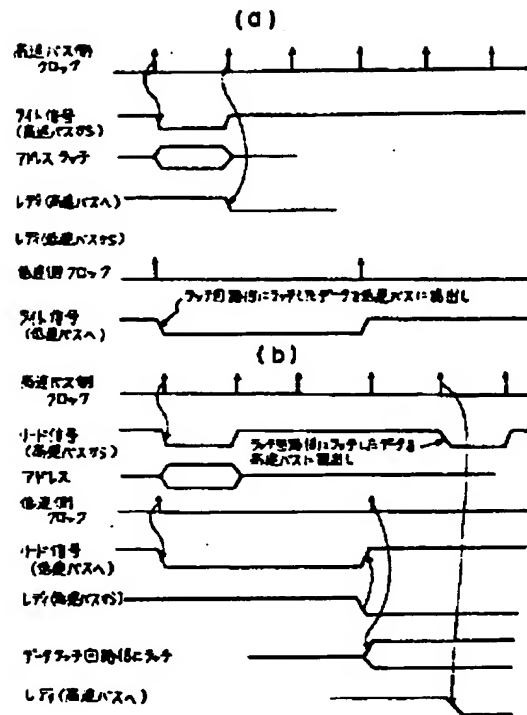 (a)
高速バス側
クロック
ライト信号
(高速バスから)
アドレスラッチ
レディ(高速バスへ)
レディ(低速バスから)
低速側クロック
ラッチ回路にラッチしたデータを低速バスに読出し
ライト信号
(低速バスへ)
(b)
高速バス側
クロック
リード信号
(高速バスから)
ラッチ回路にラッチしたデータを
高速バスに読出し
アドレス
低速側
クロック
リード信号
(低速バスへ)
レディ(低速バスから)
データラッチ回路にラッチ
レディ(高速バスへ)